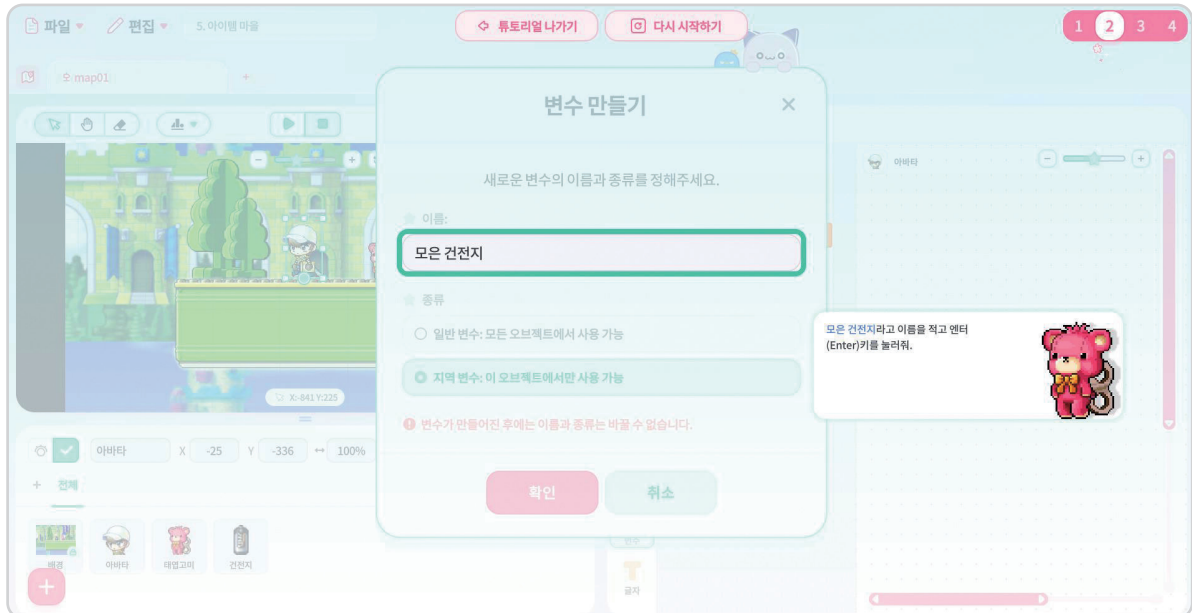 파일 편집 5. 아이템 마을
튜토리얼 나가기 다시 시작하기
1 2 3 4
map01
+
변수 만들기
아바타
새로운 변수의 이름과 종류를 정해주세요.
이름:
모은 건전지
종류
일반 변수: 모든 오브젝트에서 사용 가능
지역 변수: 이 오브젝트에서만 사용 가능
모은 건전지라고 이름을 적고 엔터
(Enter)키를 눌러줘.
X:-841 Y:225
변수가 만들어진 후에는 이름과 종류는 바꿀 수 없습니다.
아바타 X -25 Y -336 100%
+ 전체
확인 취소
변수
배경 아바타 태엽고미 건전지
글자